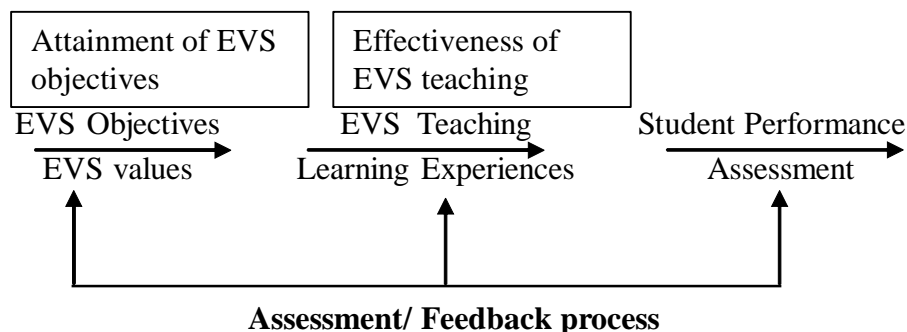 Attainment of EVS
objectives
Effectiveness of
EVS teaching
EVS Objectives
EVS Teaching
Student Performance
EVS values
Learning Experiences
Assessment
Assessment/ Feedback process